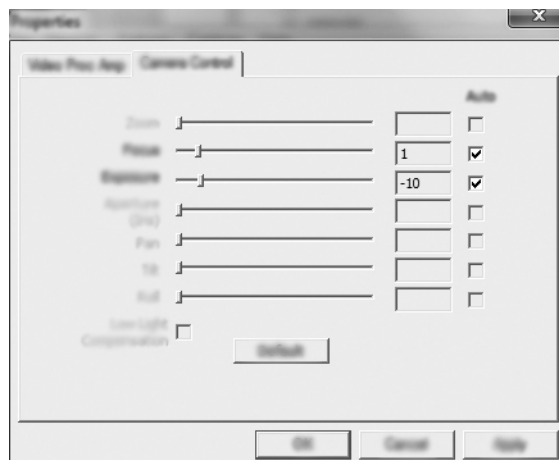 Properties
Video Proc Amp
Camera Control
Auto
Zoom
Focus
1
Exposure
-10
Aperture
(Iris)
Pan
Tilt
Roll
Low Light
Compensation
Default
OK
Cancel
Apply